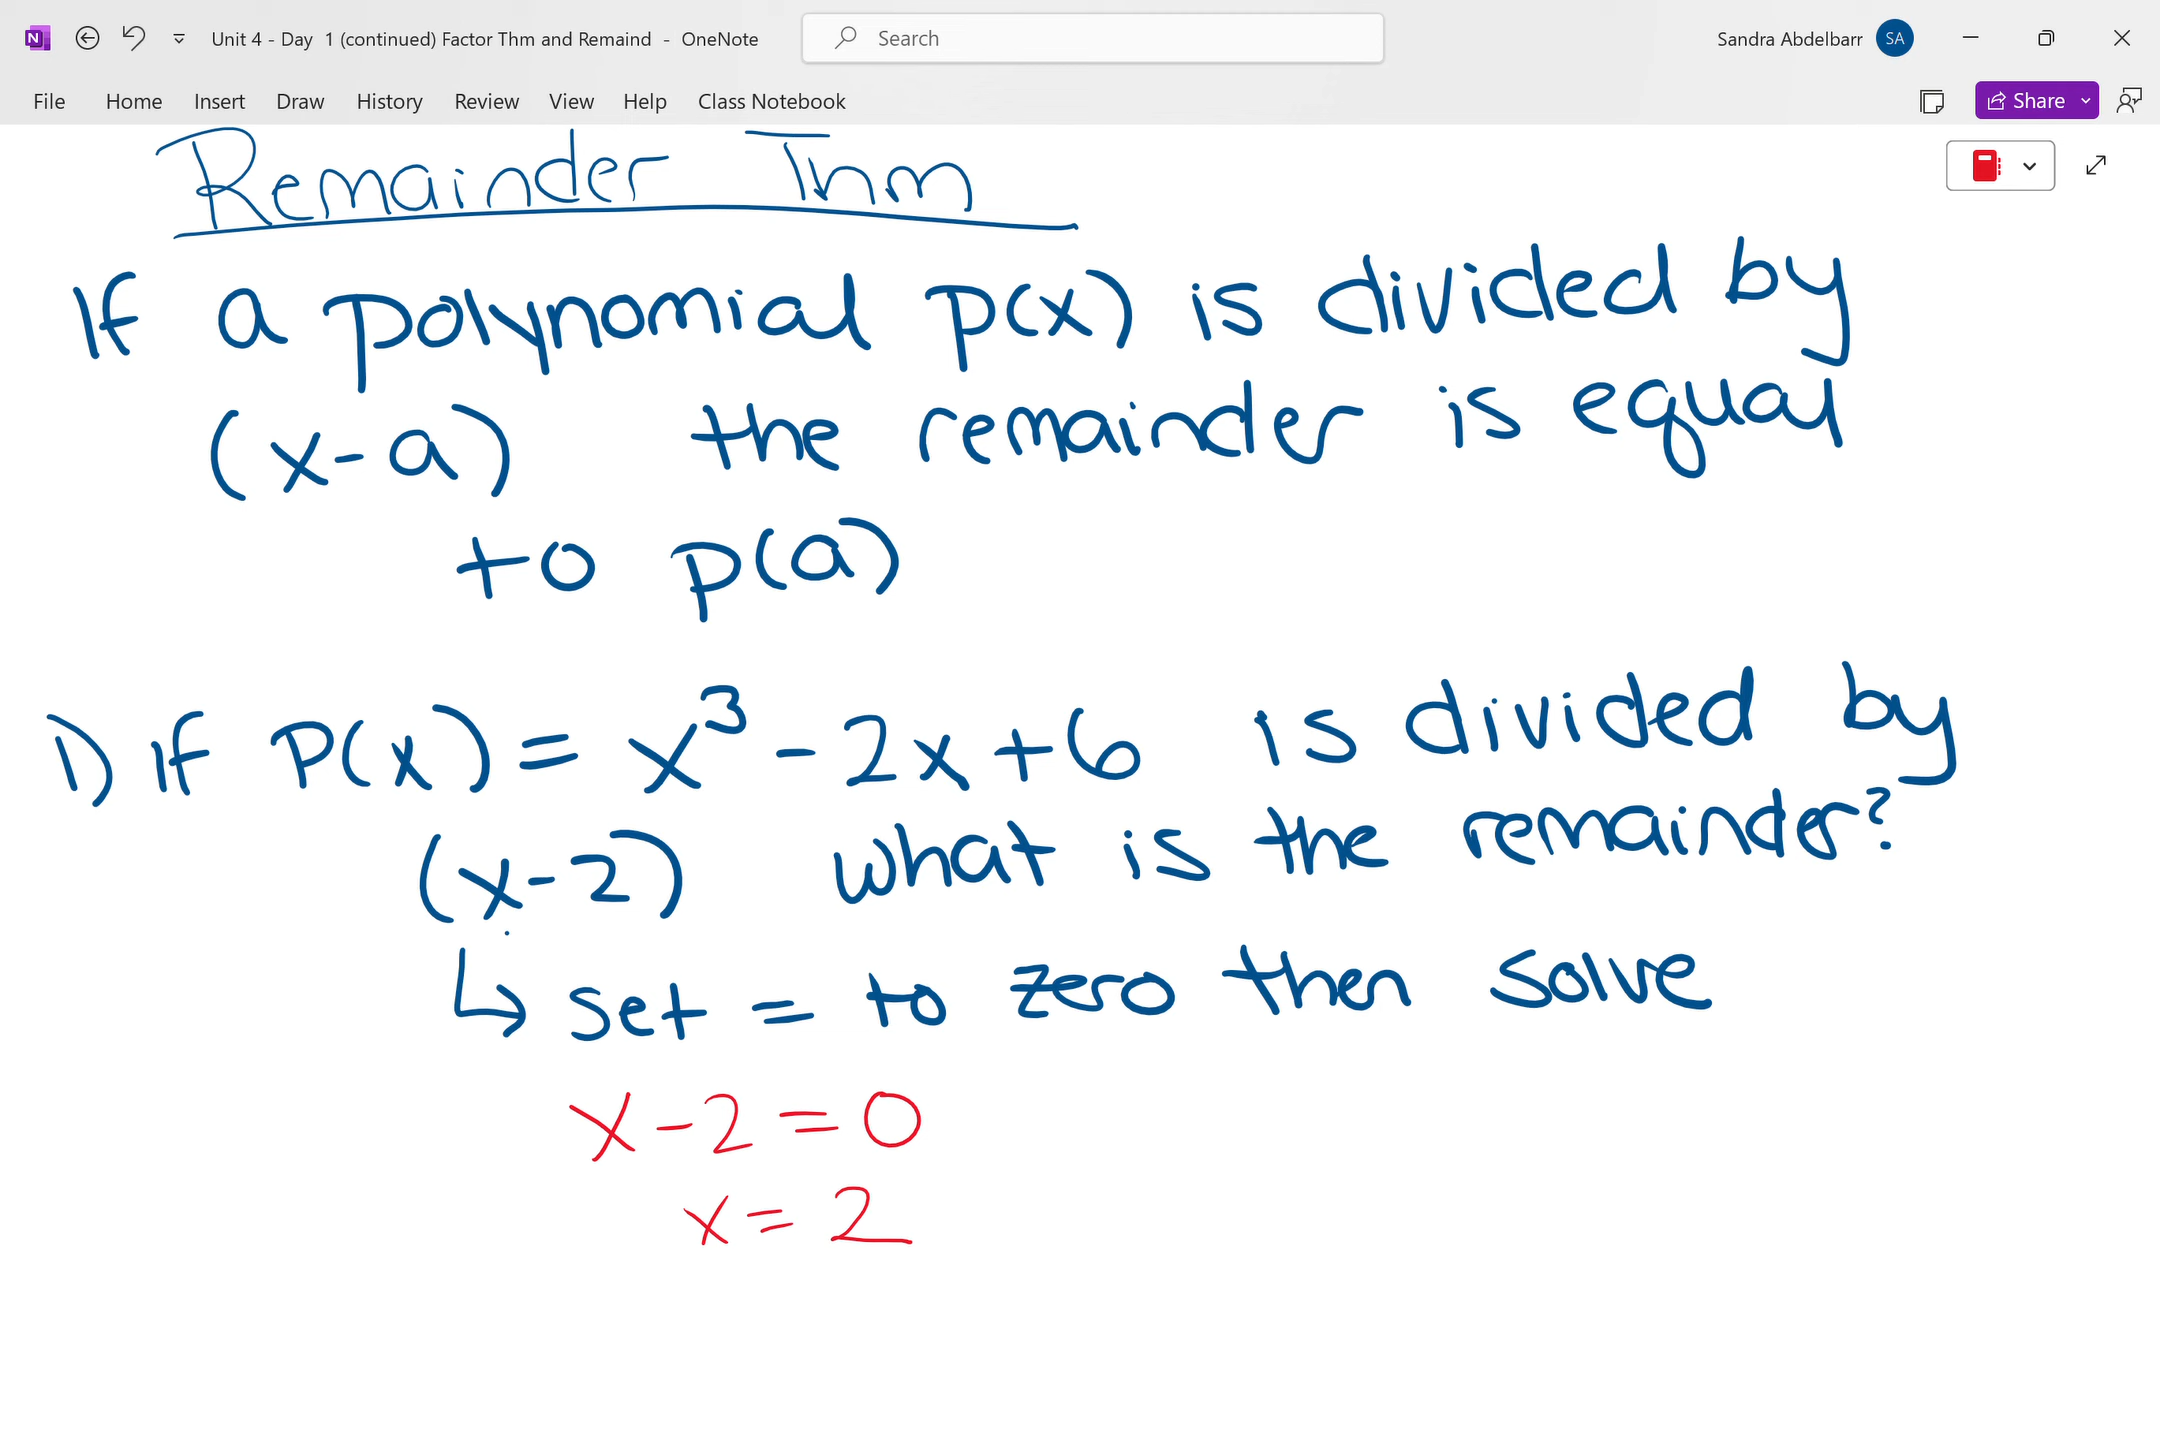 Unit 4 - Day 1 (continued) Factor Thm and Remaind - OneNote
Search
Sandra Abdelbarr SA
File Home Insert Draw History Review View Help Class Notebook
Share
Remainder Thm
If a polynomial p(x) is divided by
(x-a) the remainder is equal
to p(a)
1) If P(x) = x³ - 2x + 6 is divided by
(x-2) what is the remainder?
↳ set = to zero then solve
x - 2 = 0
x = 2